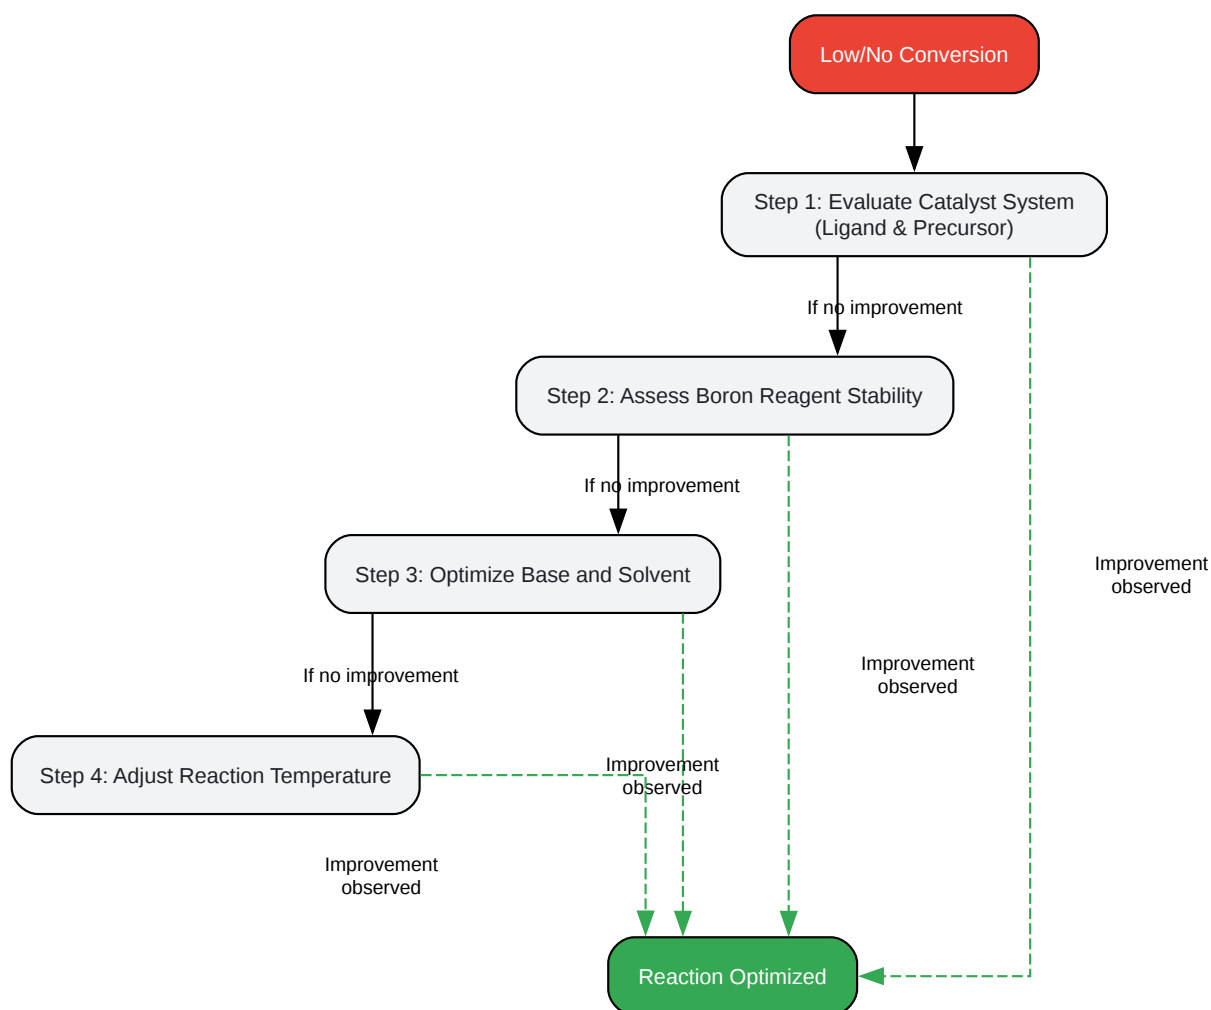 Low/No Conversion
Step 1: Evaluate Catalyst System
(Ligand & Precursor)
If no improvement
Step 2: Assess Boron Reagent Stability
If no improvement
Step 3: Optimize Base and Solvent
Improvement
observed
If no improvement
Improvement
observed
Step 4: Adjust Reaction Temperature
Improvement
observed
Improvement
observed
Reaction Optimized